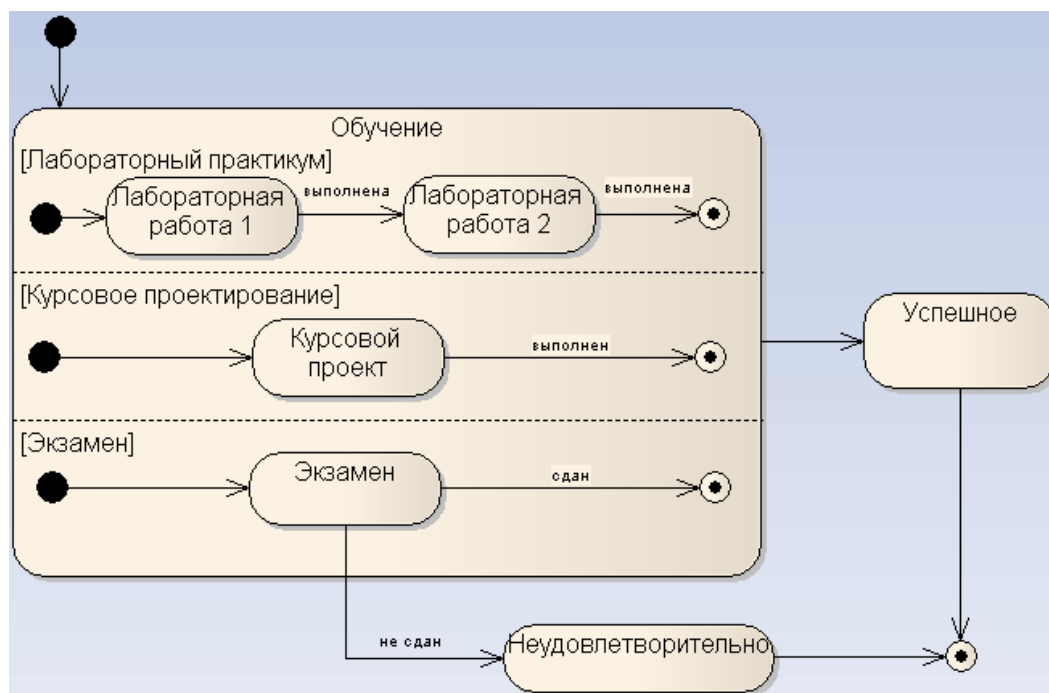 Обучение
[Лабораторный практикум]
Лабораторная
работа 1
выполнена
Лабораторная
работа 2
выполнена
[Курсовое проектирование]
Курсовой
проект
выполнен
Успешное
[Экзамен]
Экзамен
сдан
не сдан
Неудовлетворительно